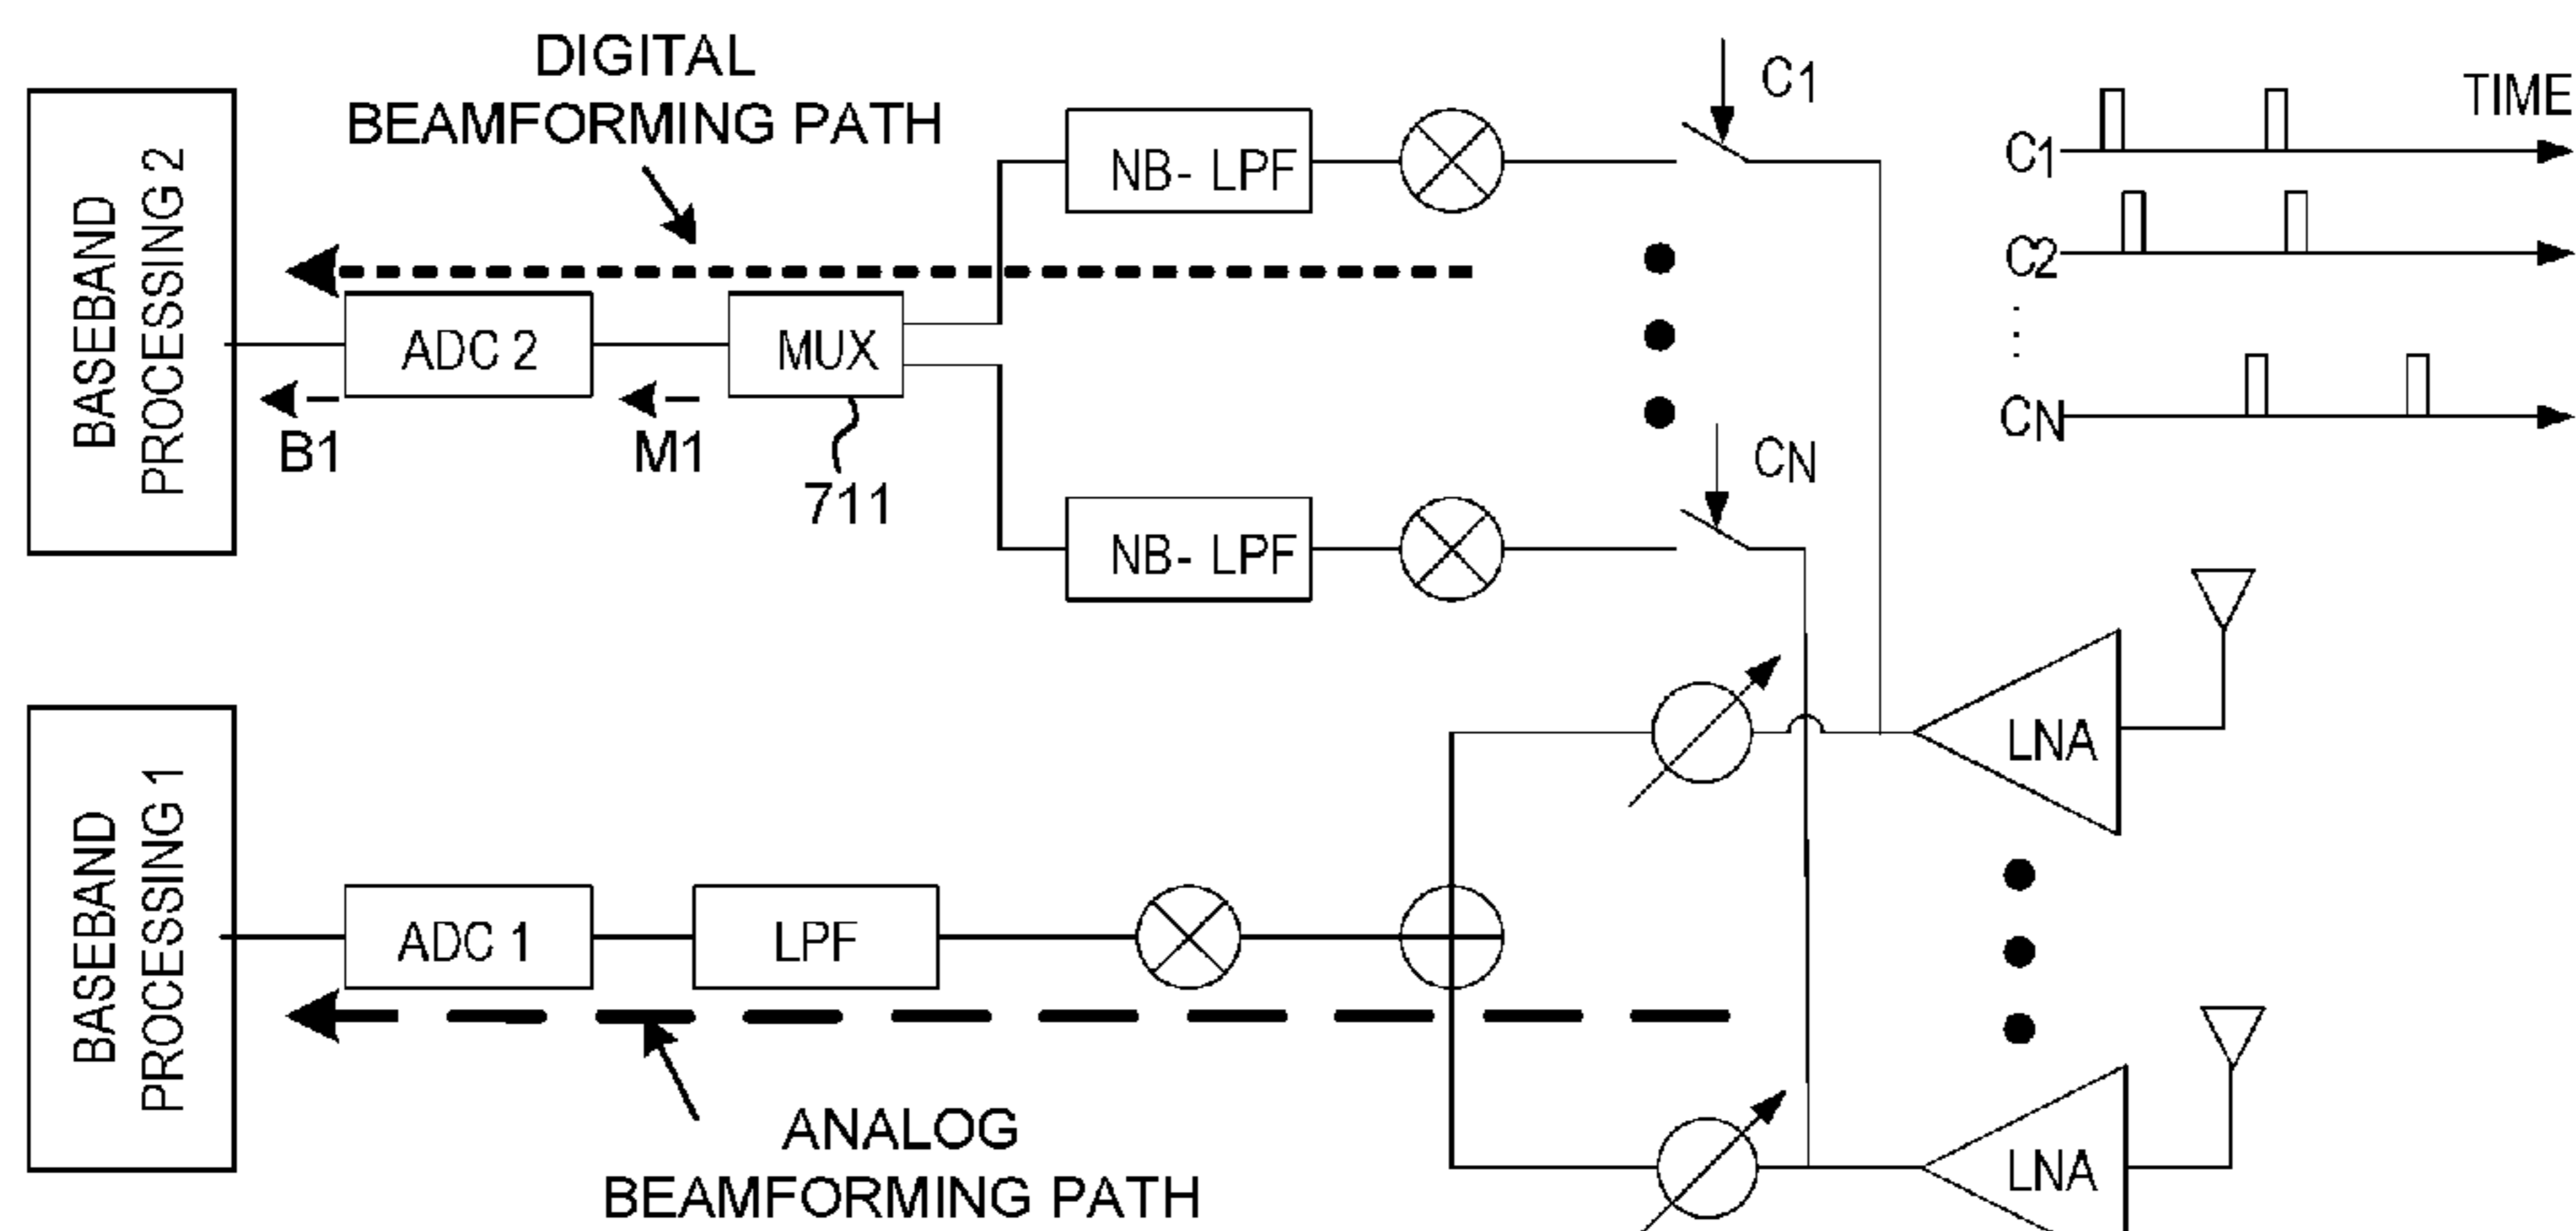 DIGITAL
BEAMFORMING PATH
C1
TIME
C1
C2
CN
BASEBAND
PROCESSING 2
NB- LPF
ADC 2
MUX
B1
M1
711
CN
NB- LPF
LNA
BASEBAND
PROCESSING 1
ADC 1
LPF
ANALOG
BEAMFORMING PATH
LNA